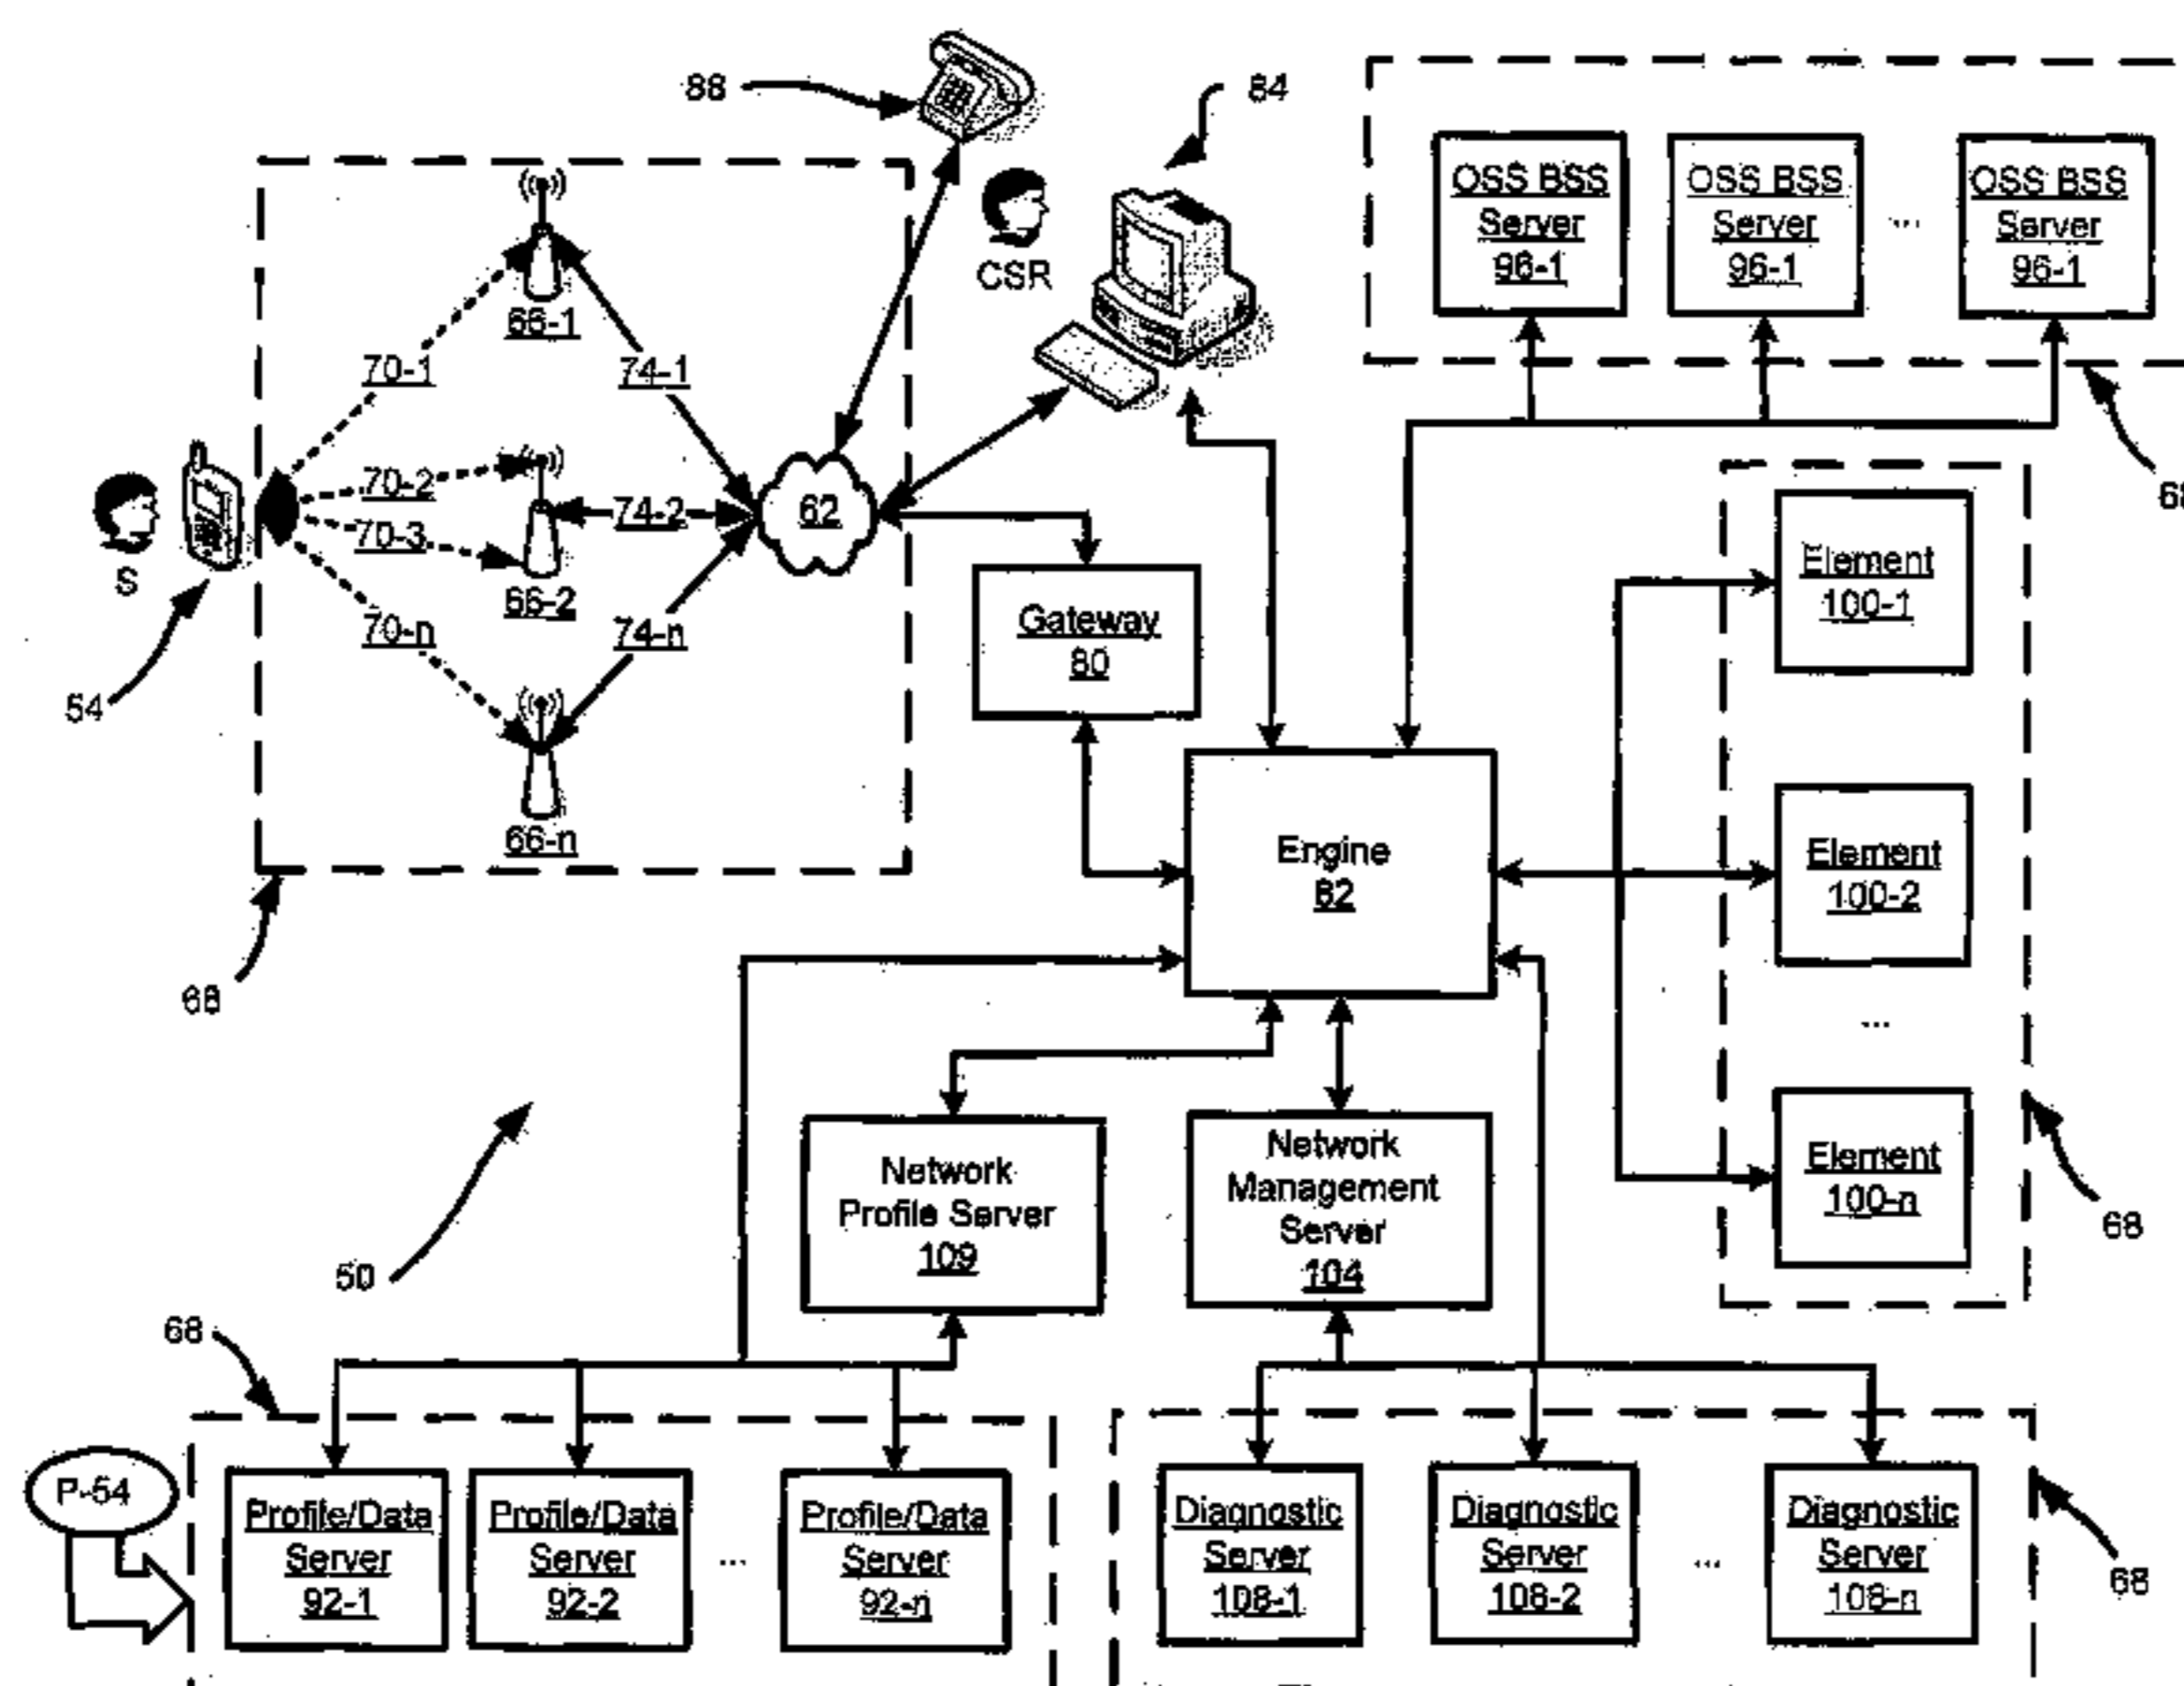 88
84
CSR
OSS BSS
Server
96-1
OSS BSS
Server
96-1
...
OSS BSS
Server
96-1
66-1
70-1
74-1
70-2
70-3
74-2
62
S
54
66-2
70-n
74-n
66-n
68
Gateway
80
Engine
82
Element
100-1
Element
100-2
...
Element
100-n
68
50
Network
Profile Server
109
Network
Management
Server
104
68
P-54
Profile/Data
Server
92-1
Profile/Data
Server
92-2
...
Profile/Data
Server
92-n
Diagnostic
Server
108-1
Diagnostic
Server
108-2
...
Diagnostic
Server
108-n
68